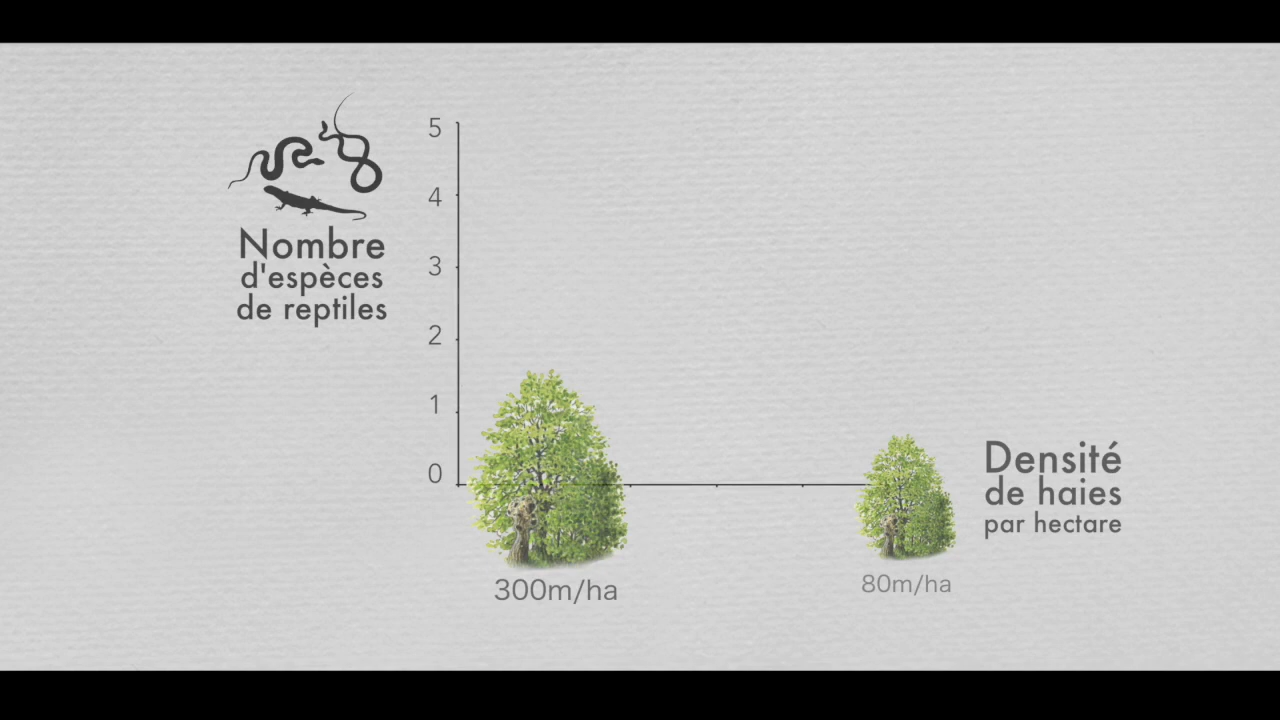 Nombre
d'espèces
de reptiles
5
4
3
2
1
0
300m/ha
80m/ha
Densité
de haies
par hectare